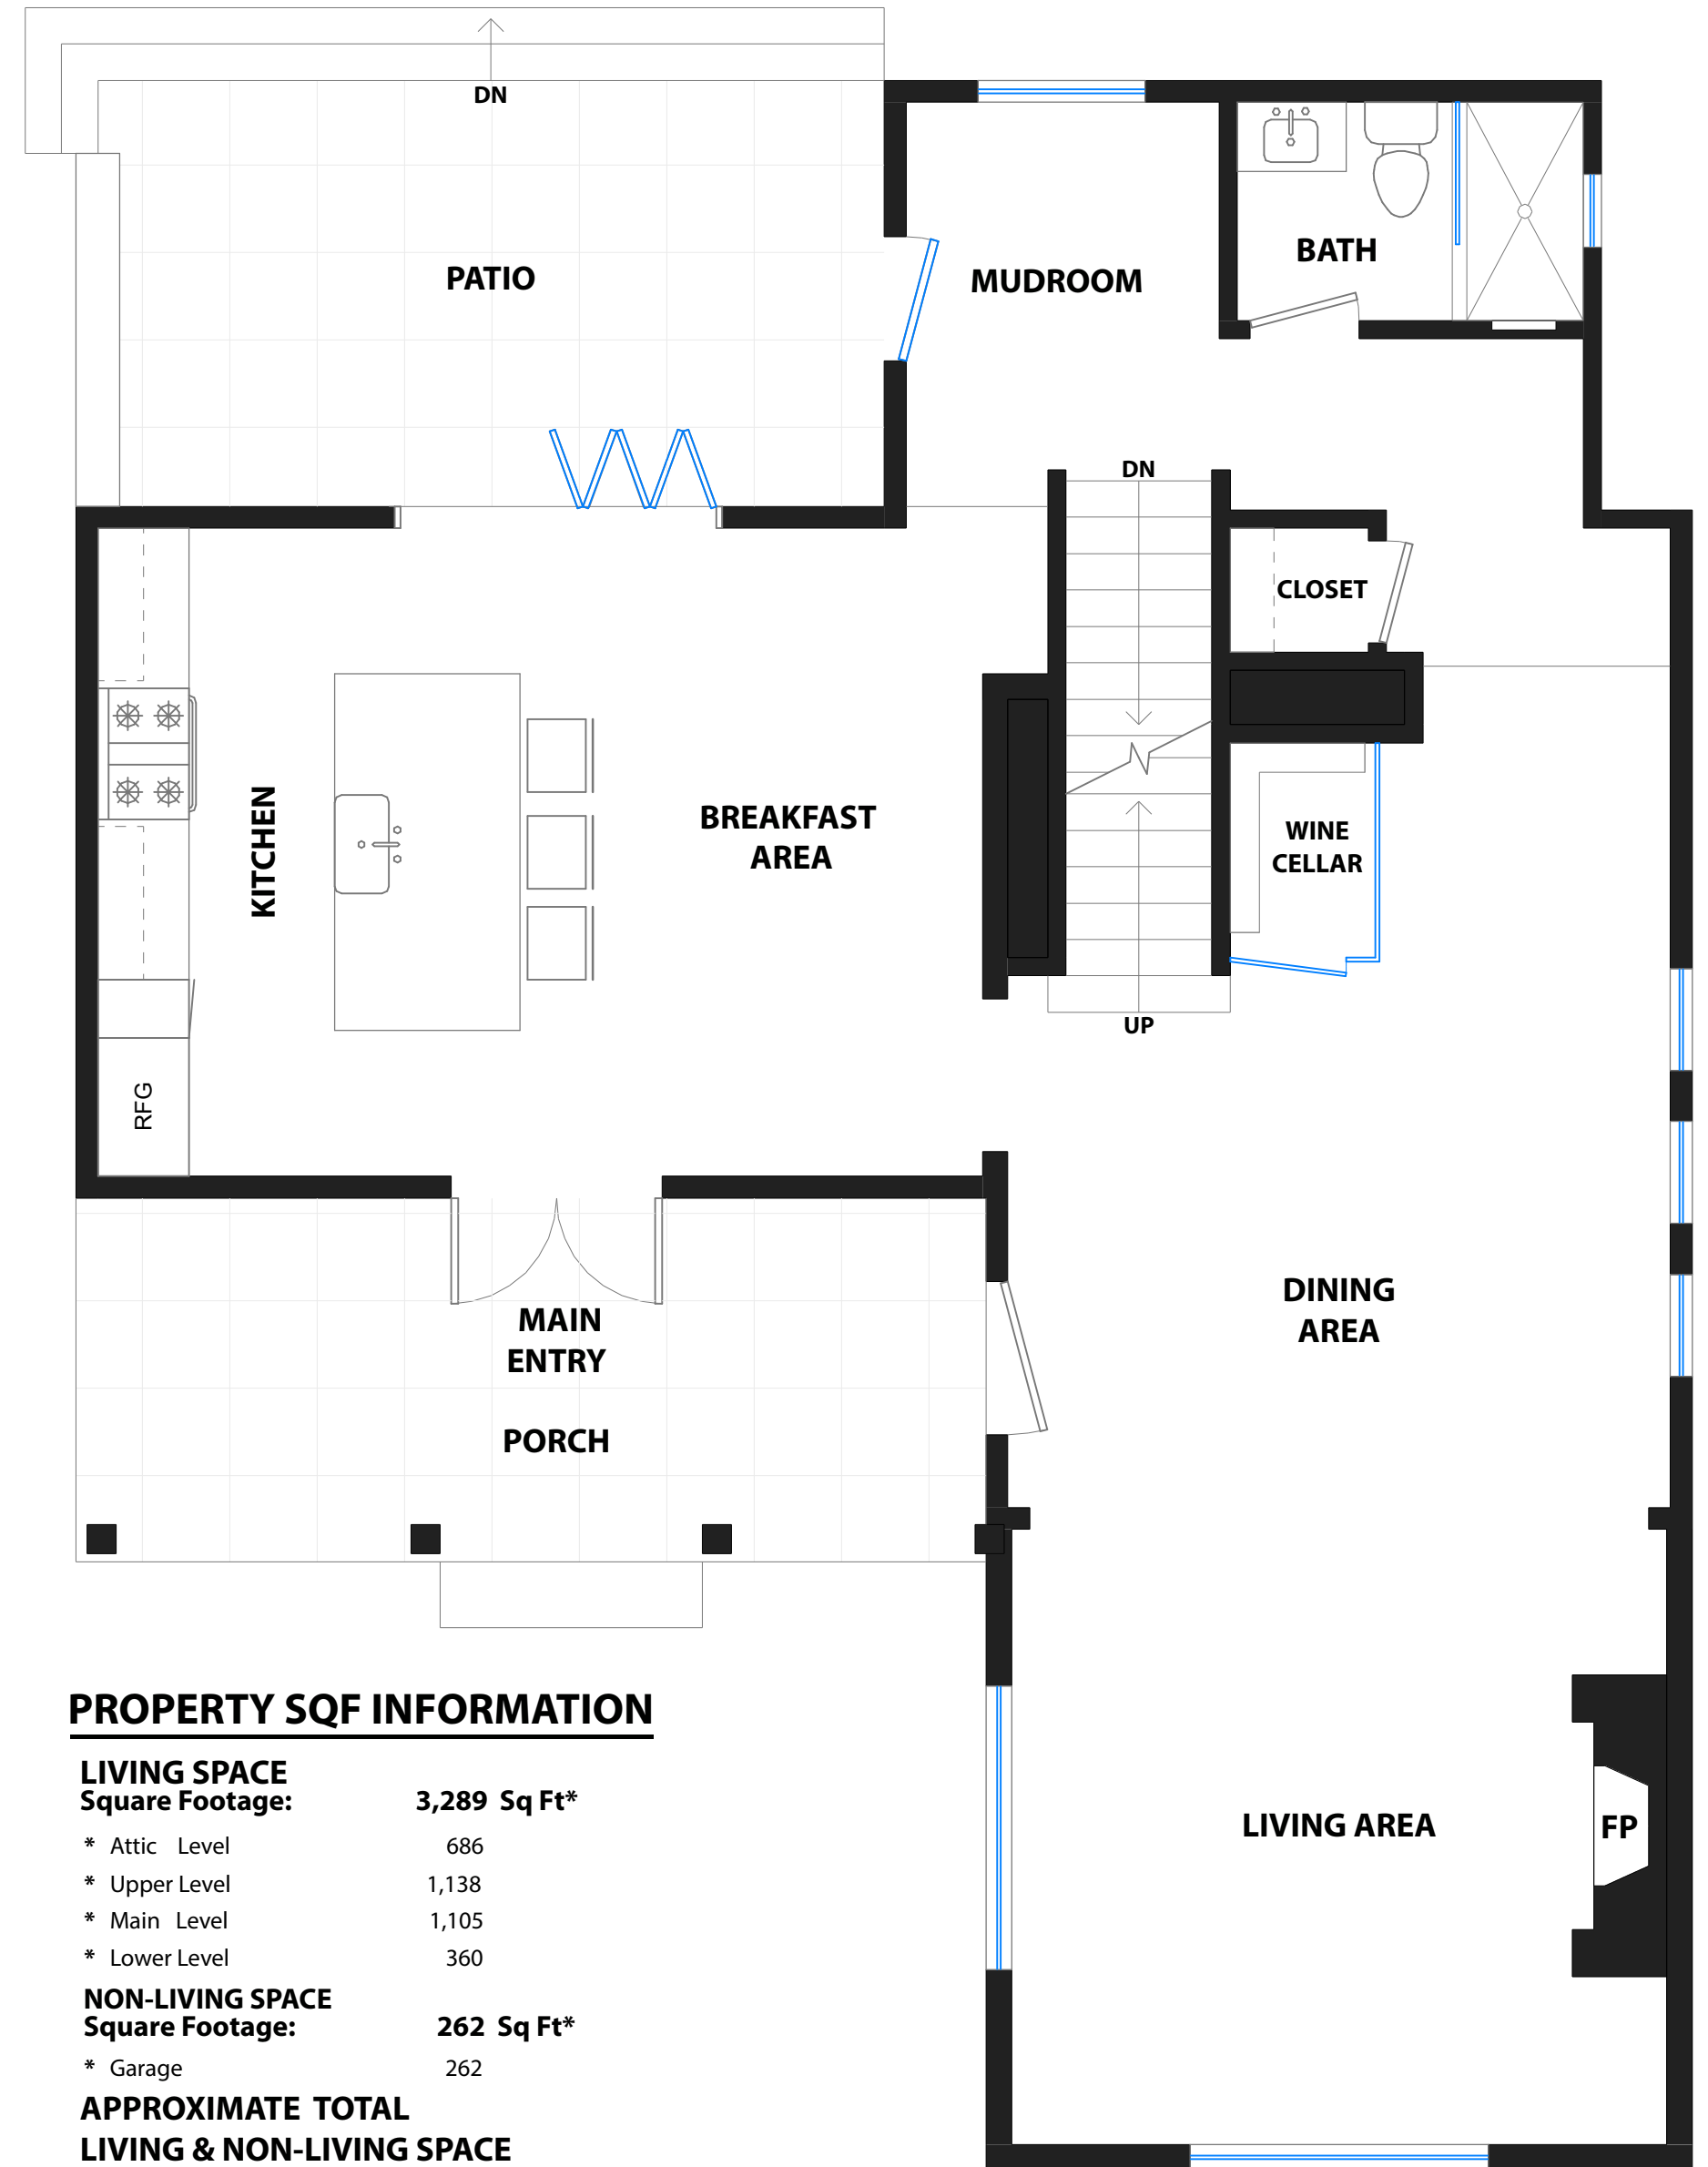 DN
PATIO
MUDROOM
BATH
DN
CLOSET
KITCHEN
BREAKFAST
AREA
WINE
CELLAR
UP
RFG
MAIN
ENTRY
PORCH
DINING
AREA
LIVING AREA
FP
PROPERTY SQF INFORMATION
LIVING SPACE
Square Footage: 3,289 Sq Ft*
* Attic Level 686
* Upper Level 1,138
* Main Level 1,105
* Lower Level 360
NON-LIVING SPACE
Square Footage: 262 Sq Ft*
* Garage 262
APPROXIMATE TOTAL
LIVING & NON-LIVING SPACE